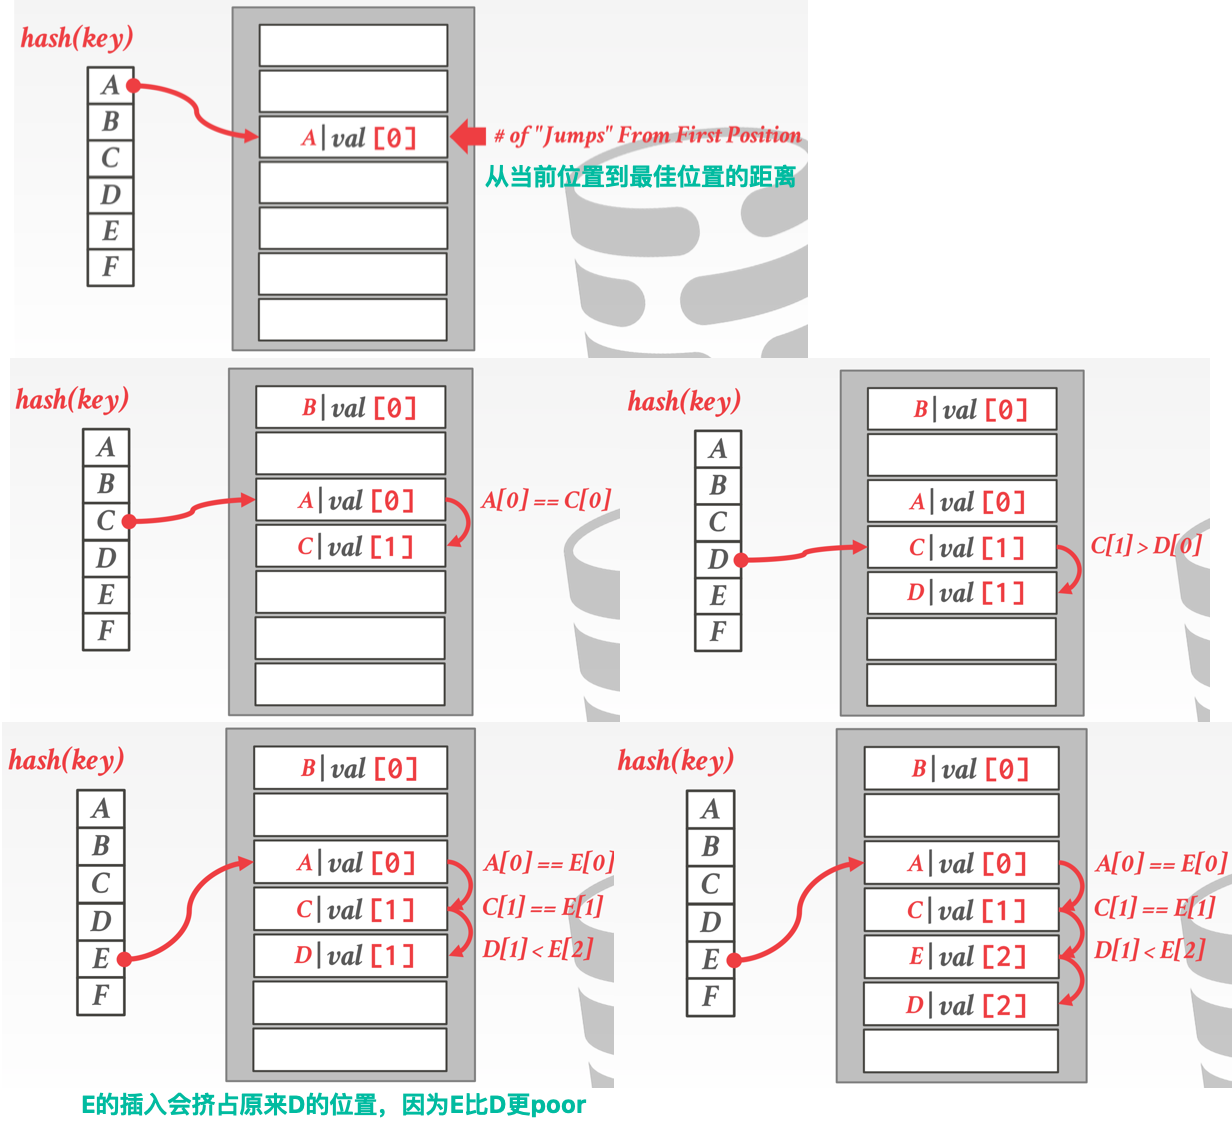 hash(key)
A
B
C
D
E
F
A|val [0]
# of "Jumps" From First Position
从当前位置到最佳位置的距离
hash(key)
A
B
C
D
E
F
B|val [0]
A|val [0]
C|val [1]
A[0] == C[0]
hash(key)
A
B
C
D
E
F
B|val [0]
A|val [0]
C|val [1]
D|val [1]
C[1] > D[0]
hash(key)
A
B
C
D
E
F
B|val [0]
A|val [0]
C|val [1]
D|val [1]
A[0] == E[0]
C[1] == E[1]
D[1] < E[2]
E的插入会挤占原来D的位置，因为E比D更poor
hash(key)
A
B
C
D
E
F
B|val [0]
A|val [0]
C|val [1]
E|val [2]
D|val [2]
A[0] == E[0]
C[1] == E[1]
D[1] < E[2]